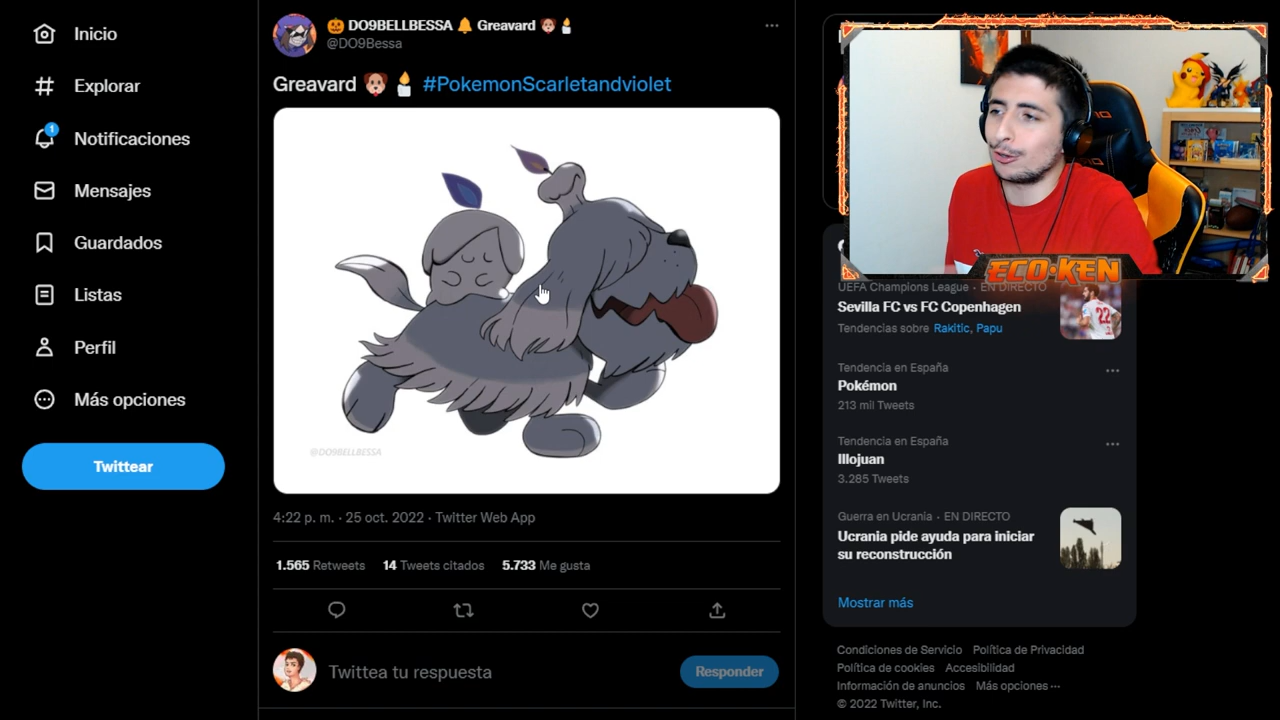 Inicio
Explorar
1
Notificaciones
Mensajes
Guardados
Listas
Perfil
Más opciones
Twittear
DO9BELLBESSA Greavard
@DO9Bessa
Greavard #PokemonScarletandviolet
@DO9BELLBESSA
4:22 p. m. · 25 oct. 2022 · Twitter Web App
1.565 Retweets 14 Tweets citados 5.733 Me gusta
Twittea tu respuesta
Responder
ECO·KEN
UEFA Champions League · EN DIRECTO
Sevilla FC vs FC Copenhagen
Tendencias sobre Rakitic, Papu
22
Tendencia en España
Pokémon
213 mil Tweets
Tendencia en España
Illojuan
3.285 Tweets
Guerra en Ucrania · EN DIRECTO
Ucrania pide ayuda para iniciar
su reconstrucción
Mostrar más
Condiciones de Servicio Política de Privacidad
Política de cookies Accesibilidad
Información de anuncios Más opciones ···
© 2022 Twitter, Inc.